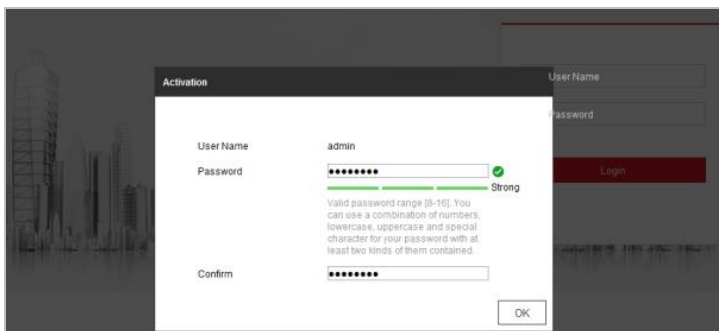 Activation
User Name
Password
Login
User Name admin
Password ••••••••
Strong
Valid password range [8-16]. You
can use a combination of numbers,
lowercase, uppercase and special
character for your password with at
least two kinds of them contained.
Confirm ••••••••
OK